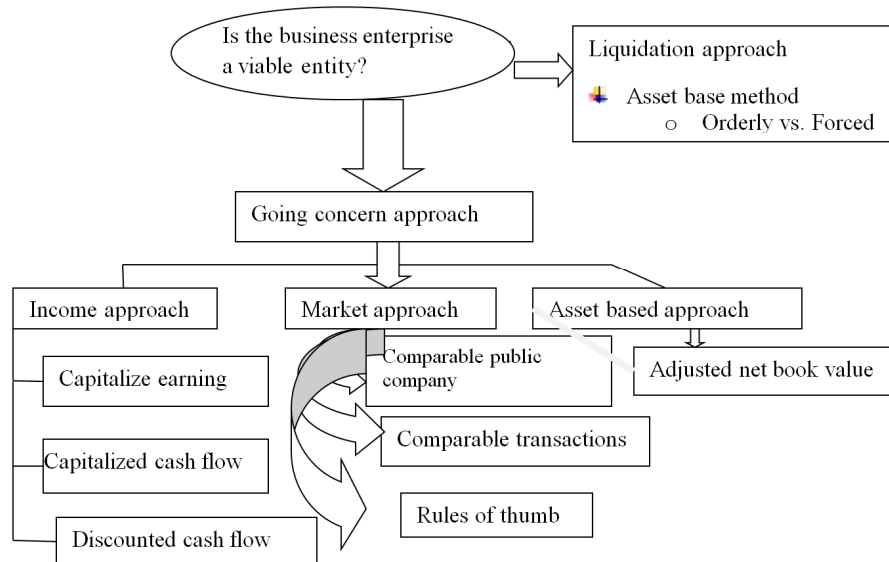 Is the business enterprise
a viable entity?
Liquidation approach
Asset base method
o Orderly vs. Forced
Going concern approach
Income approach
Market approach
Asset based approach
Comparable public
company
Adjusted net book value
Capitalize earning
Comparable transactions
Capitalized cash flow
Rules of thumb
Discounted cash flow